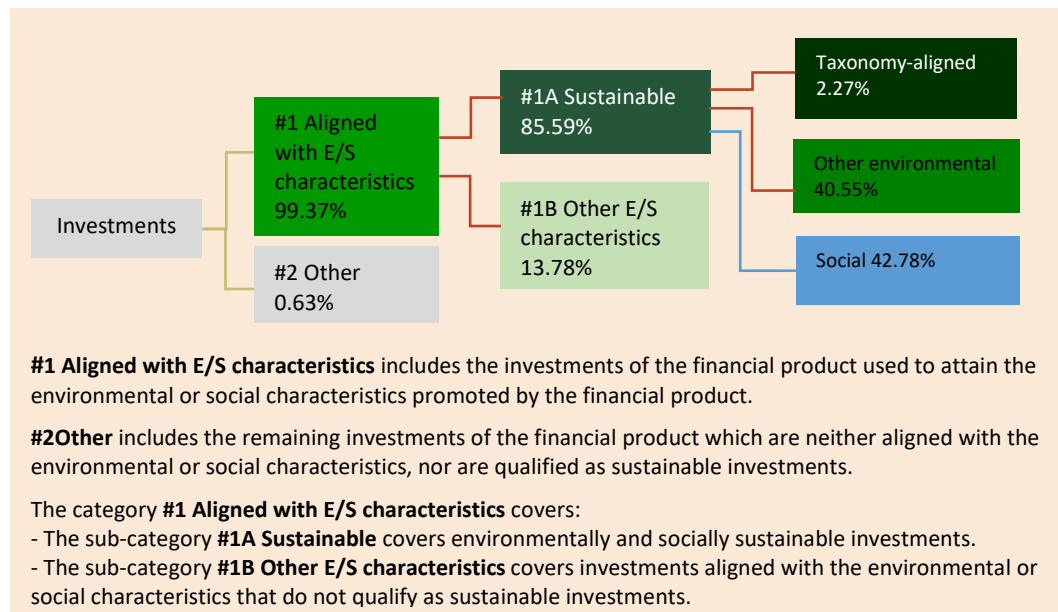 Investments
#1 Aligned
with E/S
characteristics
99.37%
#2 Other
0.63%
#1A Sustainable
85.59%
#1B Other E/S
characteristics
13.78%
Taxonomy-aligned
2.27%
Other environmental
40.55%
Social 42.78%
#1 Aligned with E/S characteristics includes the investments of the financial product used to attain the
environmental or social characteristics promoted by the financial product.
#2Other includes the remaining investments of the financial product which are neither aligned with the
environmental or social characteristics, nor are qualified as sustainable investments.
The category #1 Aligned with E/S characteristics covers:
- The sub-category #1A Sustainable covers environmentally and socially sustainable investments.
- The sub-category #1B Other E/S characteristics covers investments aligned with the environmental or
social characteristics that do not qualify as sustainable investments.